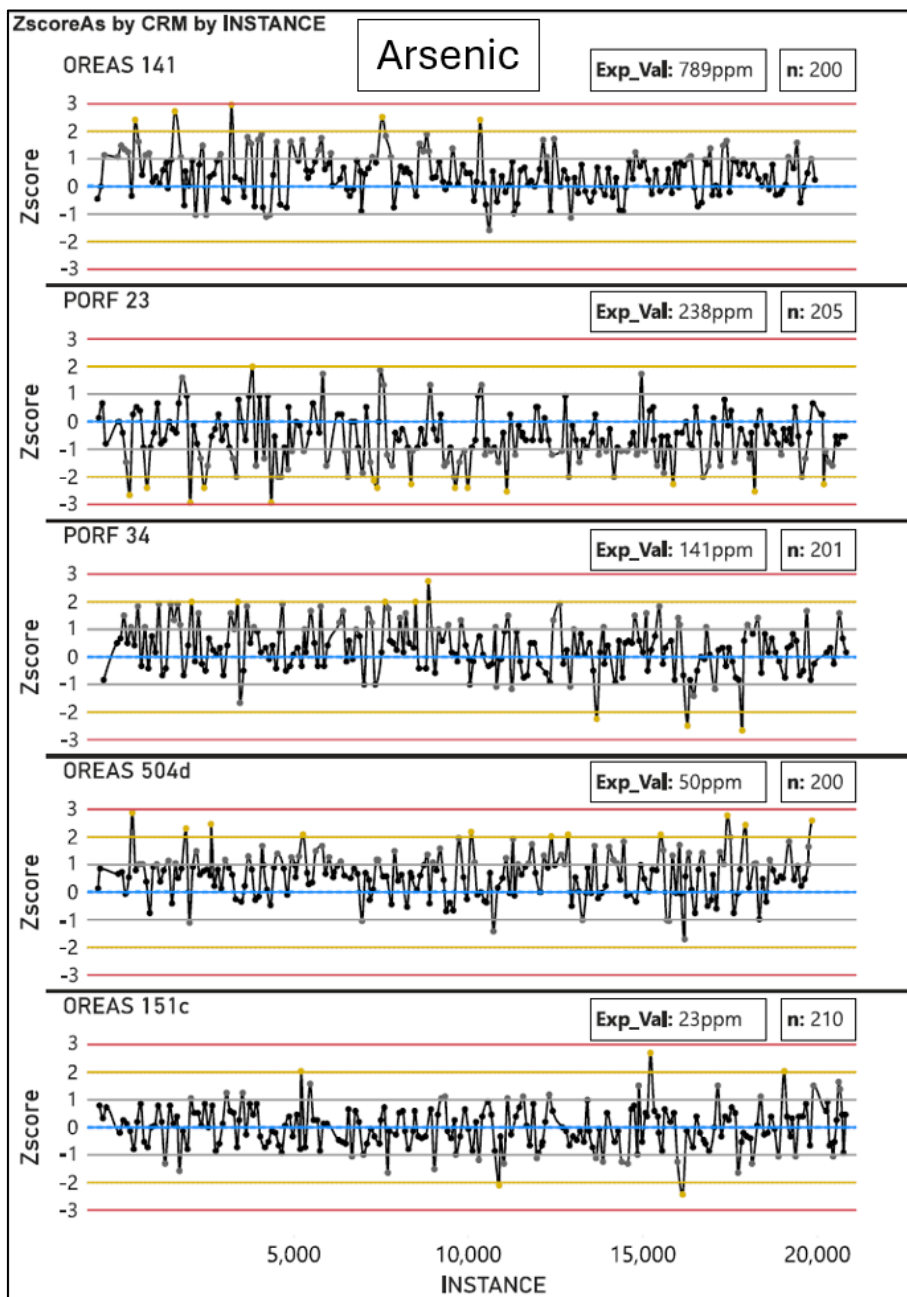 ZscoreAs by CRM by INSTANCE
Arsenic
OREAS 141
Exp_Val: 789ppm
n: 200
3
2
1
0
-1
-2
-3
Zscore
PORF 23
Exp_Val: 238ppm
n: 205
3
2
1
0
-1
-2
-3
Zscore
PORF 34
Exp_Val: 141ppm
n: 201
3
2
1
0
-1
-2
-3
Zscore
OREAS 504d
Exp_Val: 50ppm
n: 200
3
2
1
0
-1
-2
-3
Zscore
OREAS 151c
Exp_Val: 23ppm
n: 210
3
2
1
0
-1
-2
-3
Zscore
5,000 10,000 15,000 20,000
INSTANCE